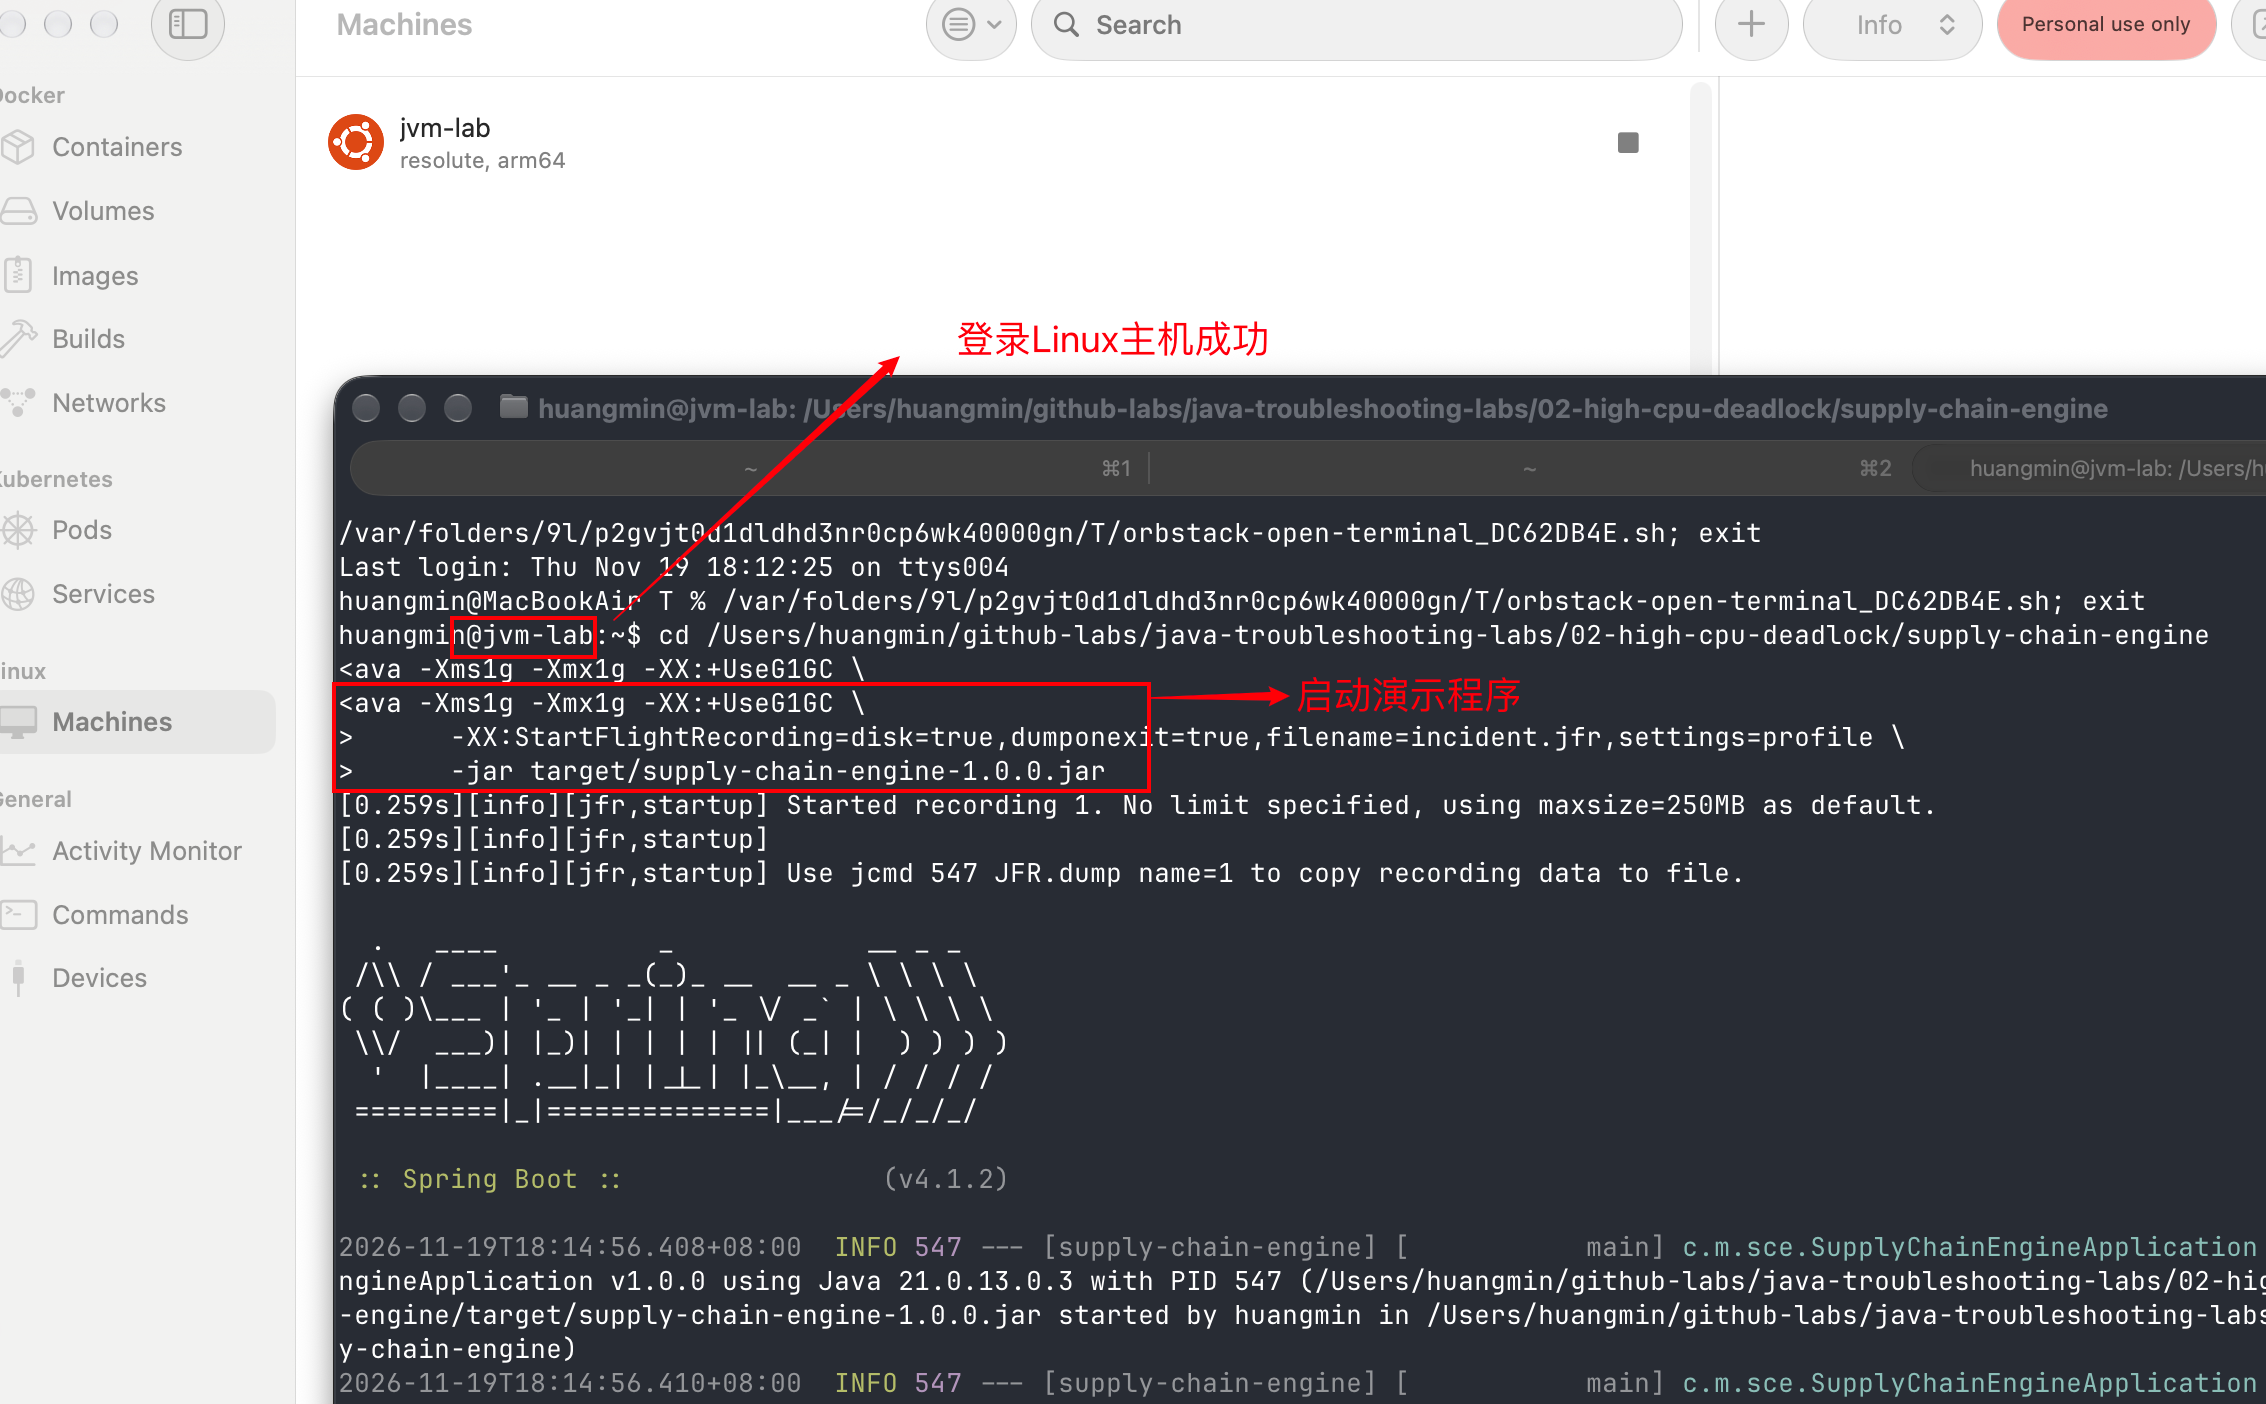 Machines
Search
Info
Personal use only
Docker
Containers
Volumes
Images
Builds
Networks
Kubernetes
Pods
Services
Linux
Machines
General
Activity Monitor
Commands
Devices
jvm-lab
resolute, arm64
登录Linux主机成功
huangmin@jvm-lab: /Users/huangmin/github-labs/java-troubleshooting-labs/02-high-cpu-deadlock/supply-chain-engine
~ ⌘1 ~ ⌘2 huangmin@jvm-lab: /Users/hu
/var/folders/9l/p2gvjt0d1dldhd3nr0cp6wk40000gn/T/orbstack-open-terminal_DC62DB4E.sh; exit
Last login: Thu Nov 19 18:12:25 on ttys004
huangmin@MacBookAir T % /var/folders/9l/p2gvjt0d1dldhd3nr0cp6wk40000gn/T/orbstack-open-terminal_DC62DB4E.sh; exit
huangmin@jvm-lab:~$ cd /Users/huangmin/github-labs/java-troubleshooting-labs/02-high-cpu-deadlock/supply-chain-engine
<ava -Xms1g -Xmx1g -XX:+UseG1GC \
<ava -Xms1g -Xmx1g -XX:+UseG1GC \
启动演示程序
> -XX:StartFlightRecording=disk=true,dumponexit=true,filename=incident.jfr,settings=profile \
> -jar target/supply-chain-engine-1.0.0.jar
[0.259s][info][jfr,startup] Started recording 1. No limit specified, using maxsize=250MB as default.
[0.259s][info][jfr,startup]
[0.259s][info][jfr,startup] Use jcmd 547 JFR.dump name=1 to copy recording data to file.
:: Spring Boot :: (v4.1.2)
2026-11-19T18:14:56.408+08:00 INFO 547 --- [supply-chain-engine] [ main] c.m.sce.SupplyChainEngineApplication
ngineApplication v1.0.0 using Java 21.0.13.0.3 with PID 547 (/Users/huangmin/github-labs/java-troubleshooting-labs/02-hig
-engine/target/supply-chain-engine-1.0.0.jar started by huangmin in /Users/huangmin/github-labs/java-troubleshooting-labs
y-chain-engine)
2026-11-19T18:14:56.410+08:00 INFO 547 --- [supply-chain-engine] [ main] c.m.sce.SupplyChainEngineApplication